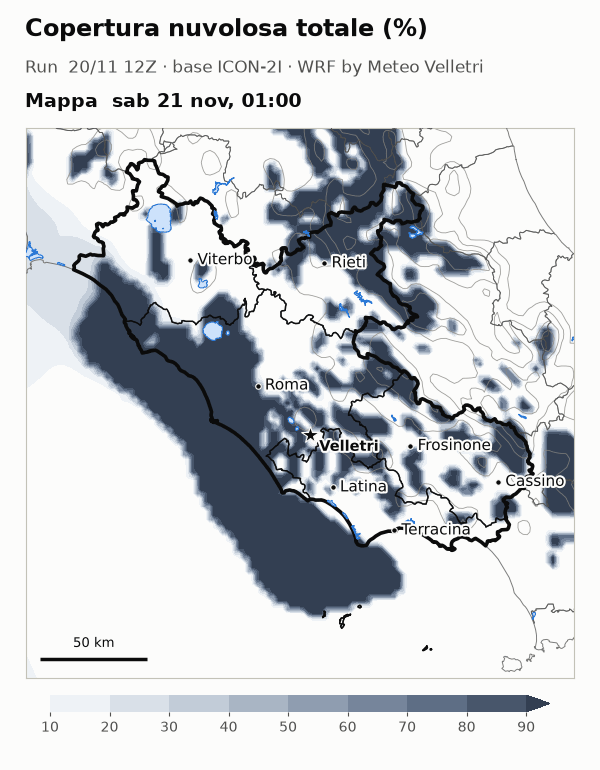 Copertura nuvolosa totale (%)
Run  20/11 12Z · base ICON-2I · WRF by Meteo Velletri
Mappa  sab 21 nov, 01:00
Viterbo
Rieti
Roma
Velletri
Frosinone
Latina
Cassino
Terracina
50 km
10 20 30 40 50 60 70 80 90